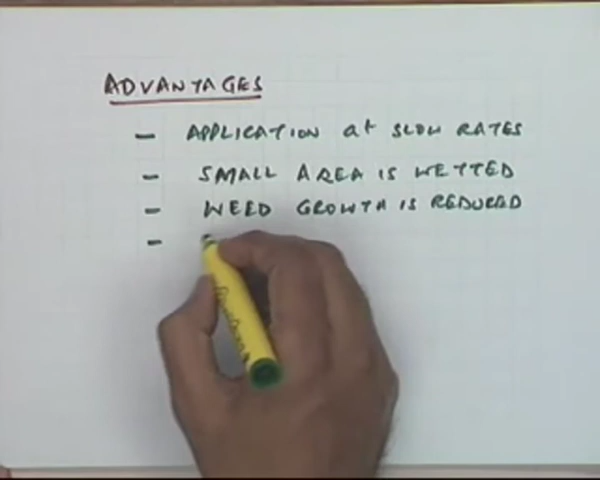 ADVANTAGES
- APPLICATION at SLOW RATES
- SMALL AREA IS WETTED
- WEED GROWTH IS REDUCED
-